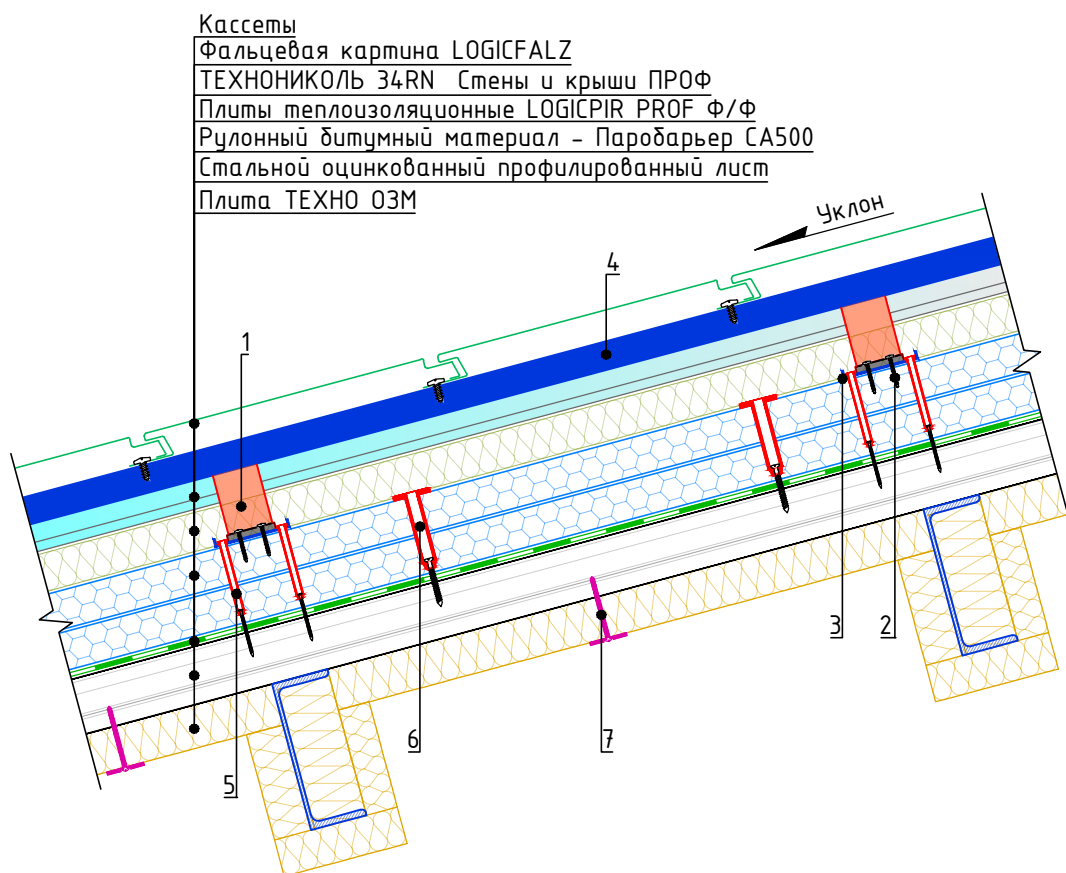 Кассеты
Фальцевая картина LOGICFALZ
ТЕХНОНИКОЛЬ 34RN Стены и крыши ПРОФ
Плиты теплоизоляционные LOGICPIR PROF Ф/Ф
Рулонный битумный материал - Паробарьер СА500
Стальной оцинкованный профилированный лист
Плита ТЕХНО ОЗМ
Уклон
4
1
3
2
6
7
5